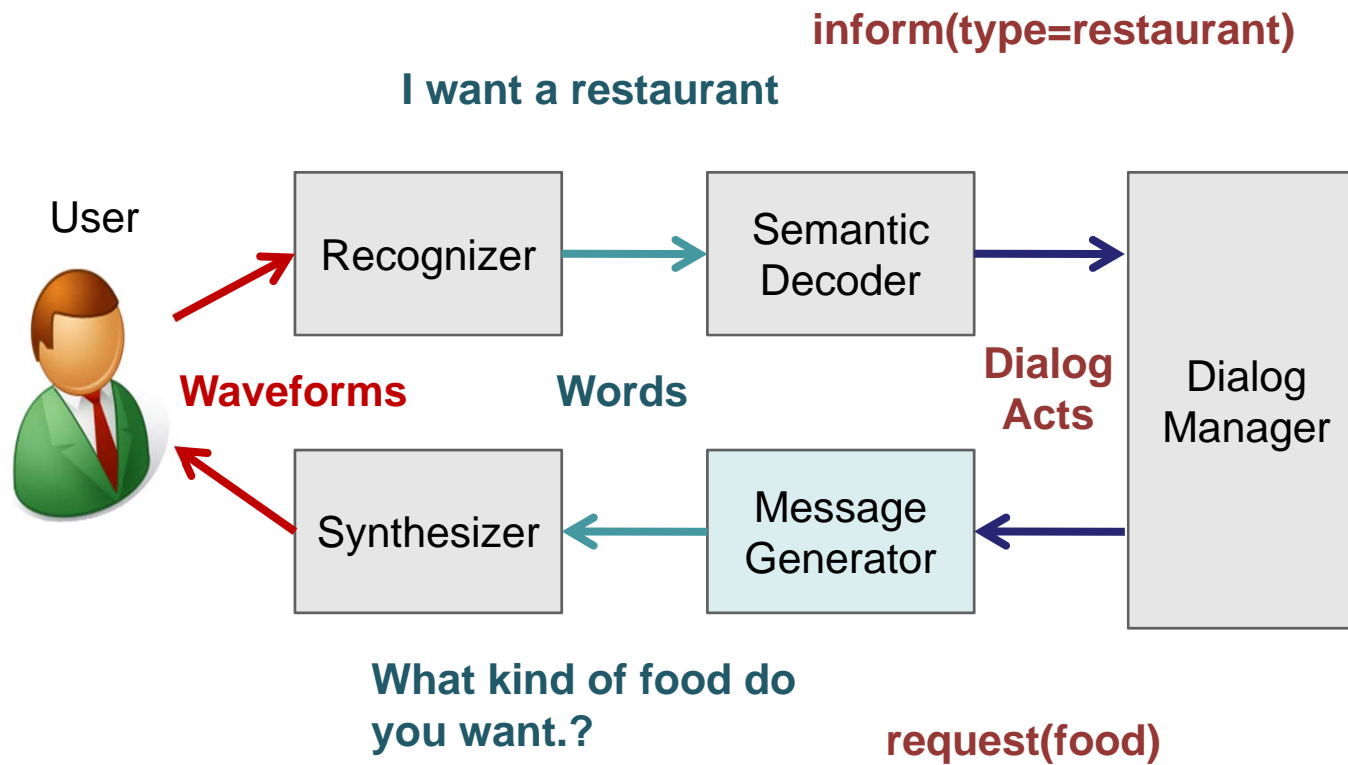 inform(type=restaurant)
I want a restaurant
User
Recognizer
Semantic
Decoder
Dialog
Manager
Waveforms
Words
Dialog
Acts
Synthesizer
Message
Generator
What kind of food do
you want.?
request(food)